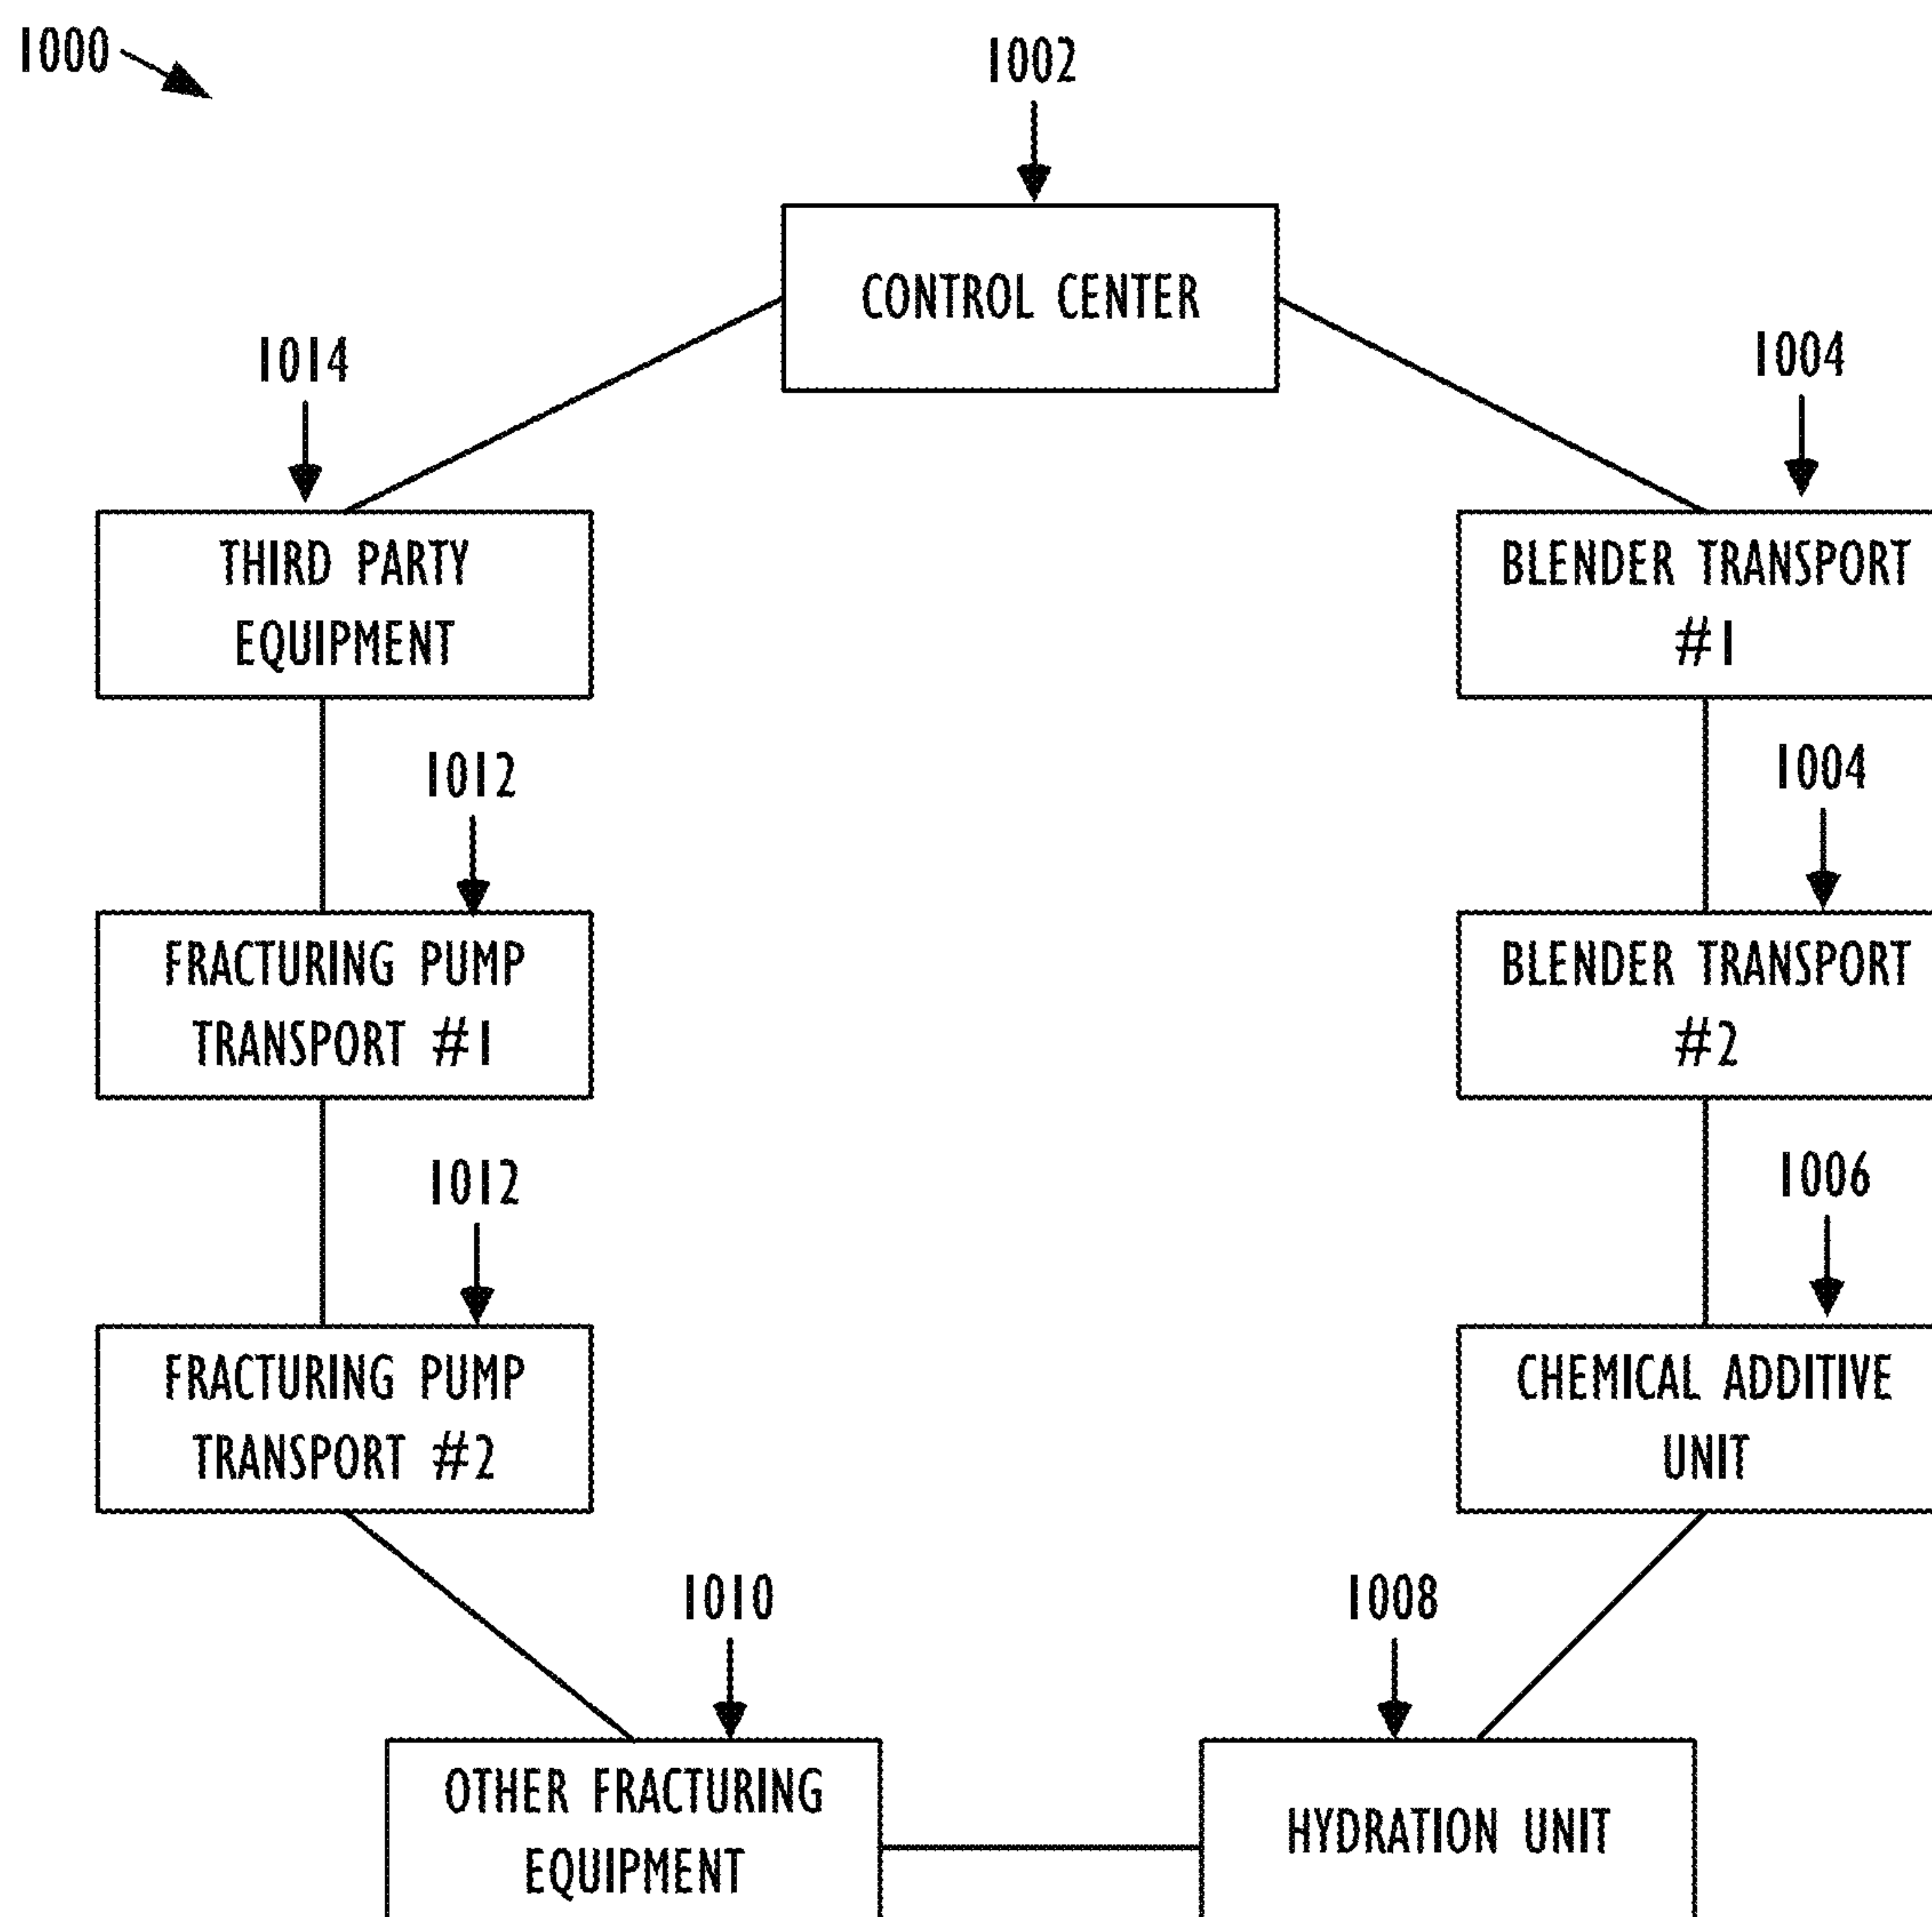 1000
1002
CONTROL CENTER
1014
1004
THIRD PARTY
EQUIPMENT
BLENDER TRANSPORT
#1
1012
1004
FRACTURING PUMP
TRANSPORT #1
BLENDER TRANSPORT
#2
1012
1006
FRACTURING PUMP
TRANSPORT #2
CHEMICAL ADDITIVE
UNIT
1010
1008
OTHER FRACTURING
EQUIPMENT
HYDRATION UNIT